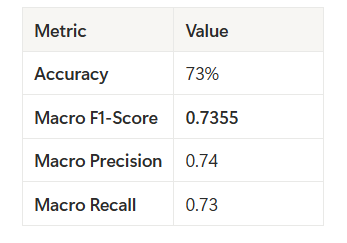 Metric Value
Accuracy 73%
Macro F1-Score 0.7355
Macro Precision 0.74
Macro Recall 0.73